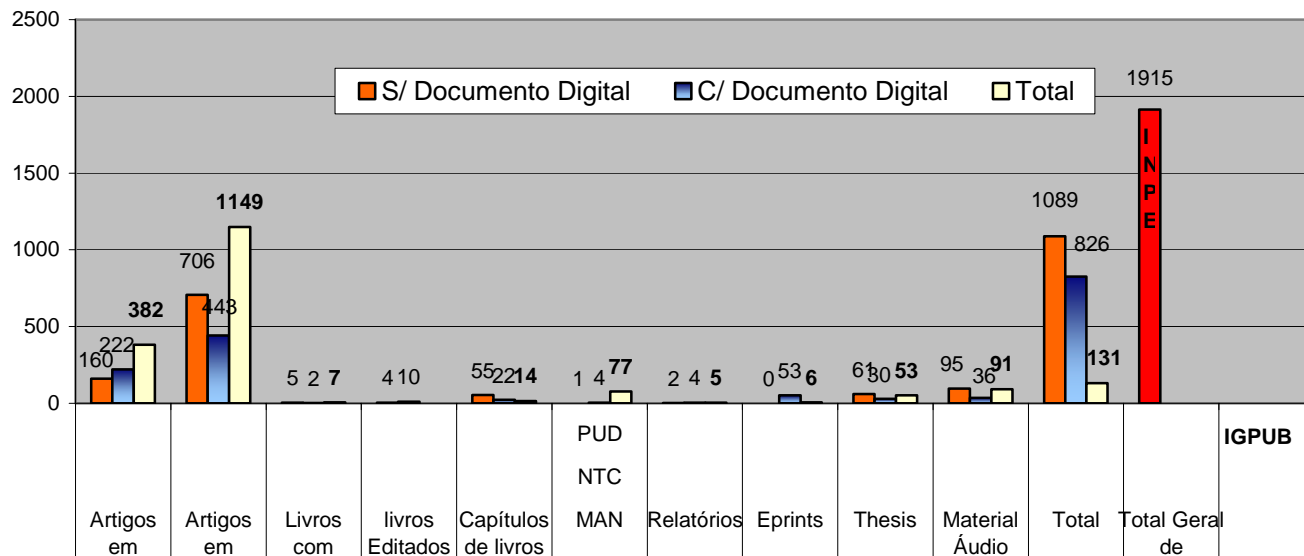 2500
2000
1500
1000
500
0
S/ Documento Digital C/ Documento Digital Total
160 222 382
706 443 1149
5 2 7
4 10
55 22 14
1 4 77
2 4 5
0 53 6
61 30 53
95 36 91
1089 826 131
1915
I
N
P
E
Artigos
em
Artigos
em
Livros
com
livros
Editados
Capítulos
de livros
PUD
NTC
MAN
Relatórios
Eprints
Thesis
Material
Áudio
Total
Total Geral
de
IGPUB